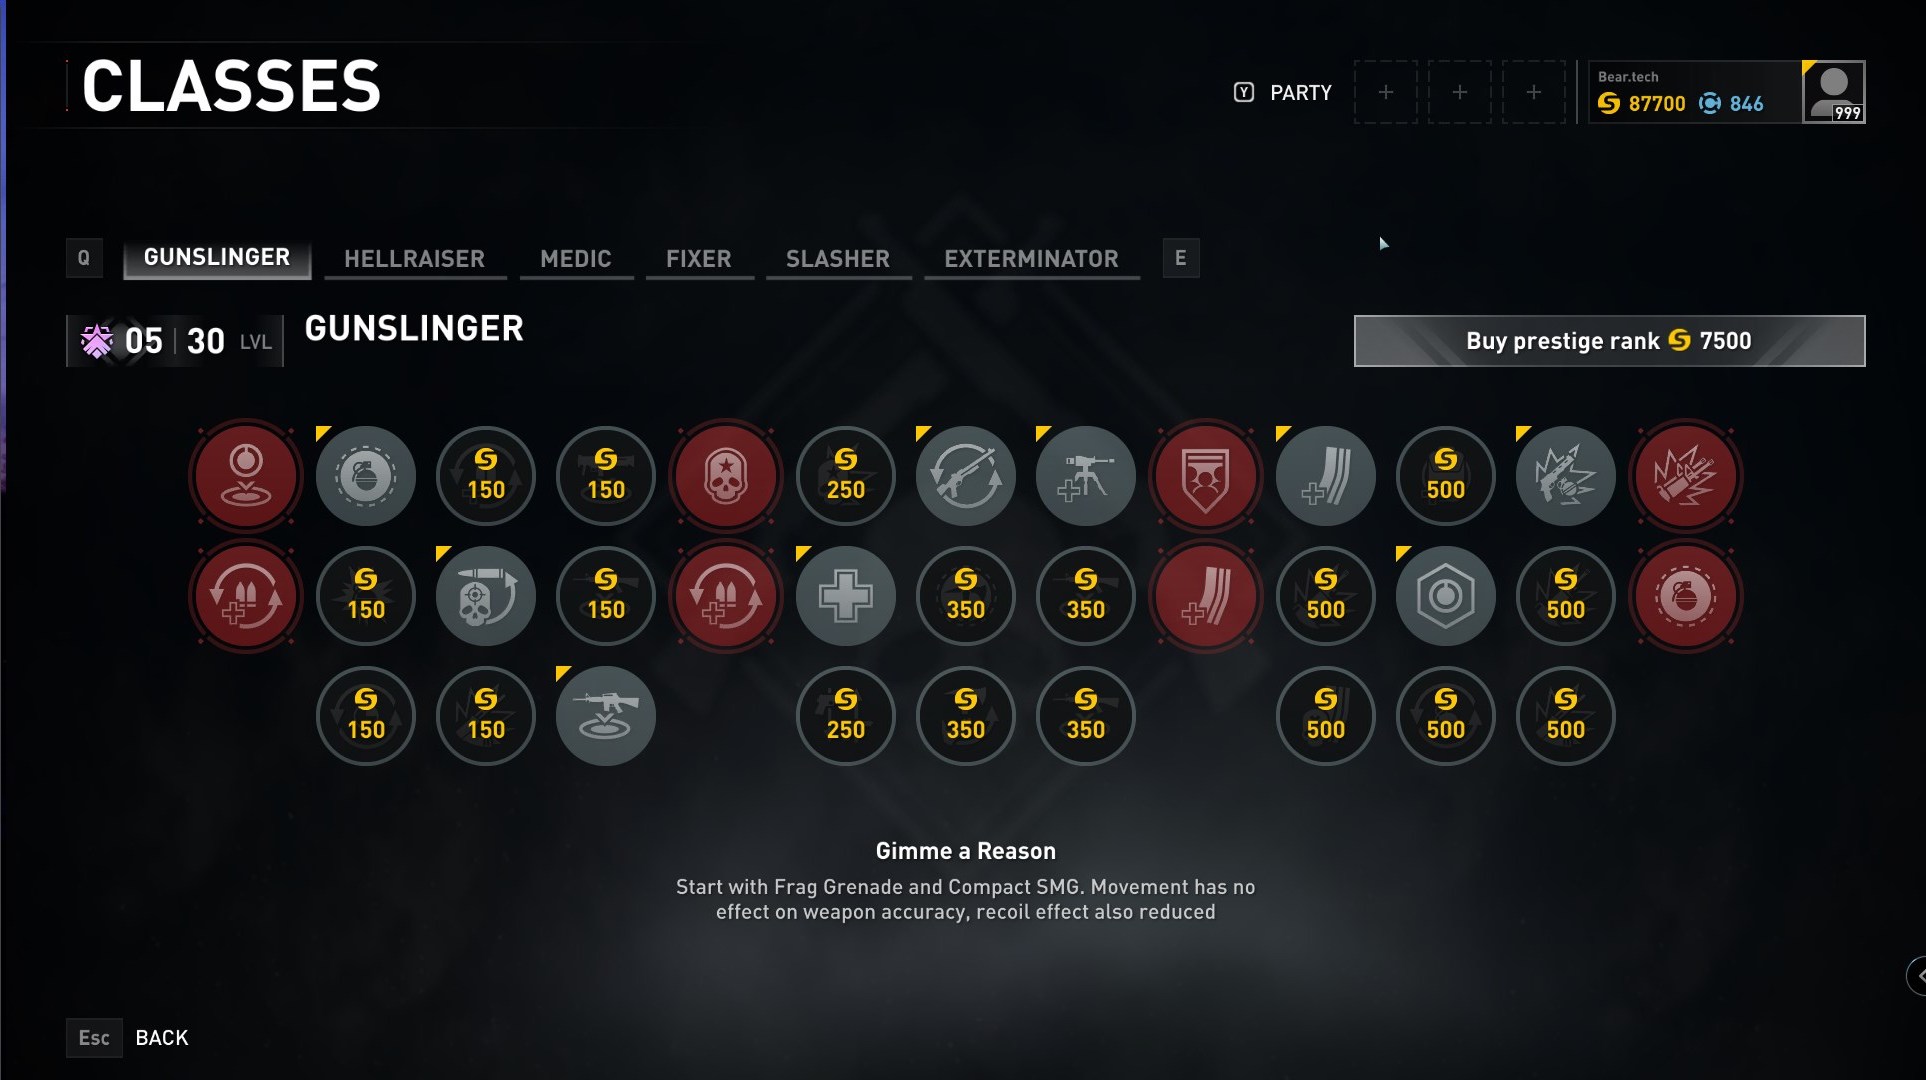 CLASSES
Y PARTY
Bear.tech
87700 846
999
Q GUNSLINGER HELLRAISER MEDIC FIXER SLASHER EXTERMINATOR E
05 | 30 LVL GUNSLINGER
Buy prestige rank 7500
150 150 250 500
150 150 350 350 500 500
150 150 250 350 350 500 500 500
Gimme a Reason
Start with Frag Grenade and Compact SMG. Movement has no
effect on weapon accuracy, recoil effect also reduced
Esc BACK